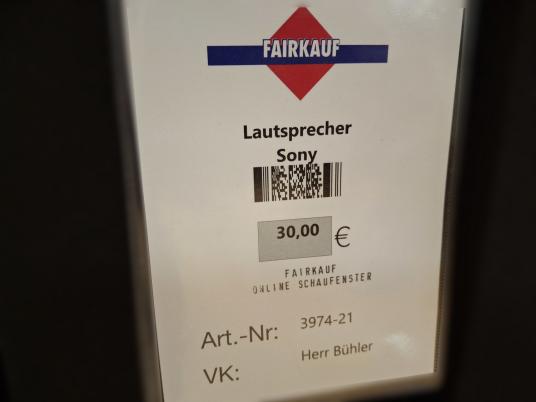 FAIRKAUF
Lautsprecher
Sony
30,00 €
FAIRKAUF
ONLINE SCHAUFENSTER
Art.-Nr: 3974-21
VK: Herr Bühler